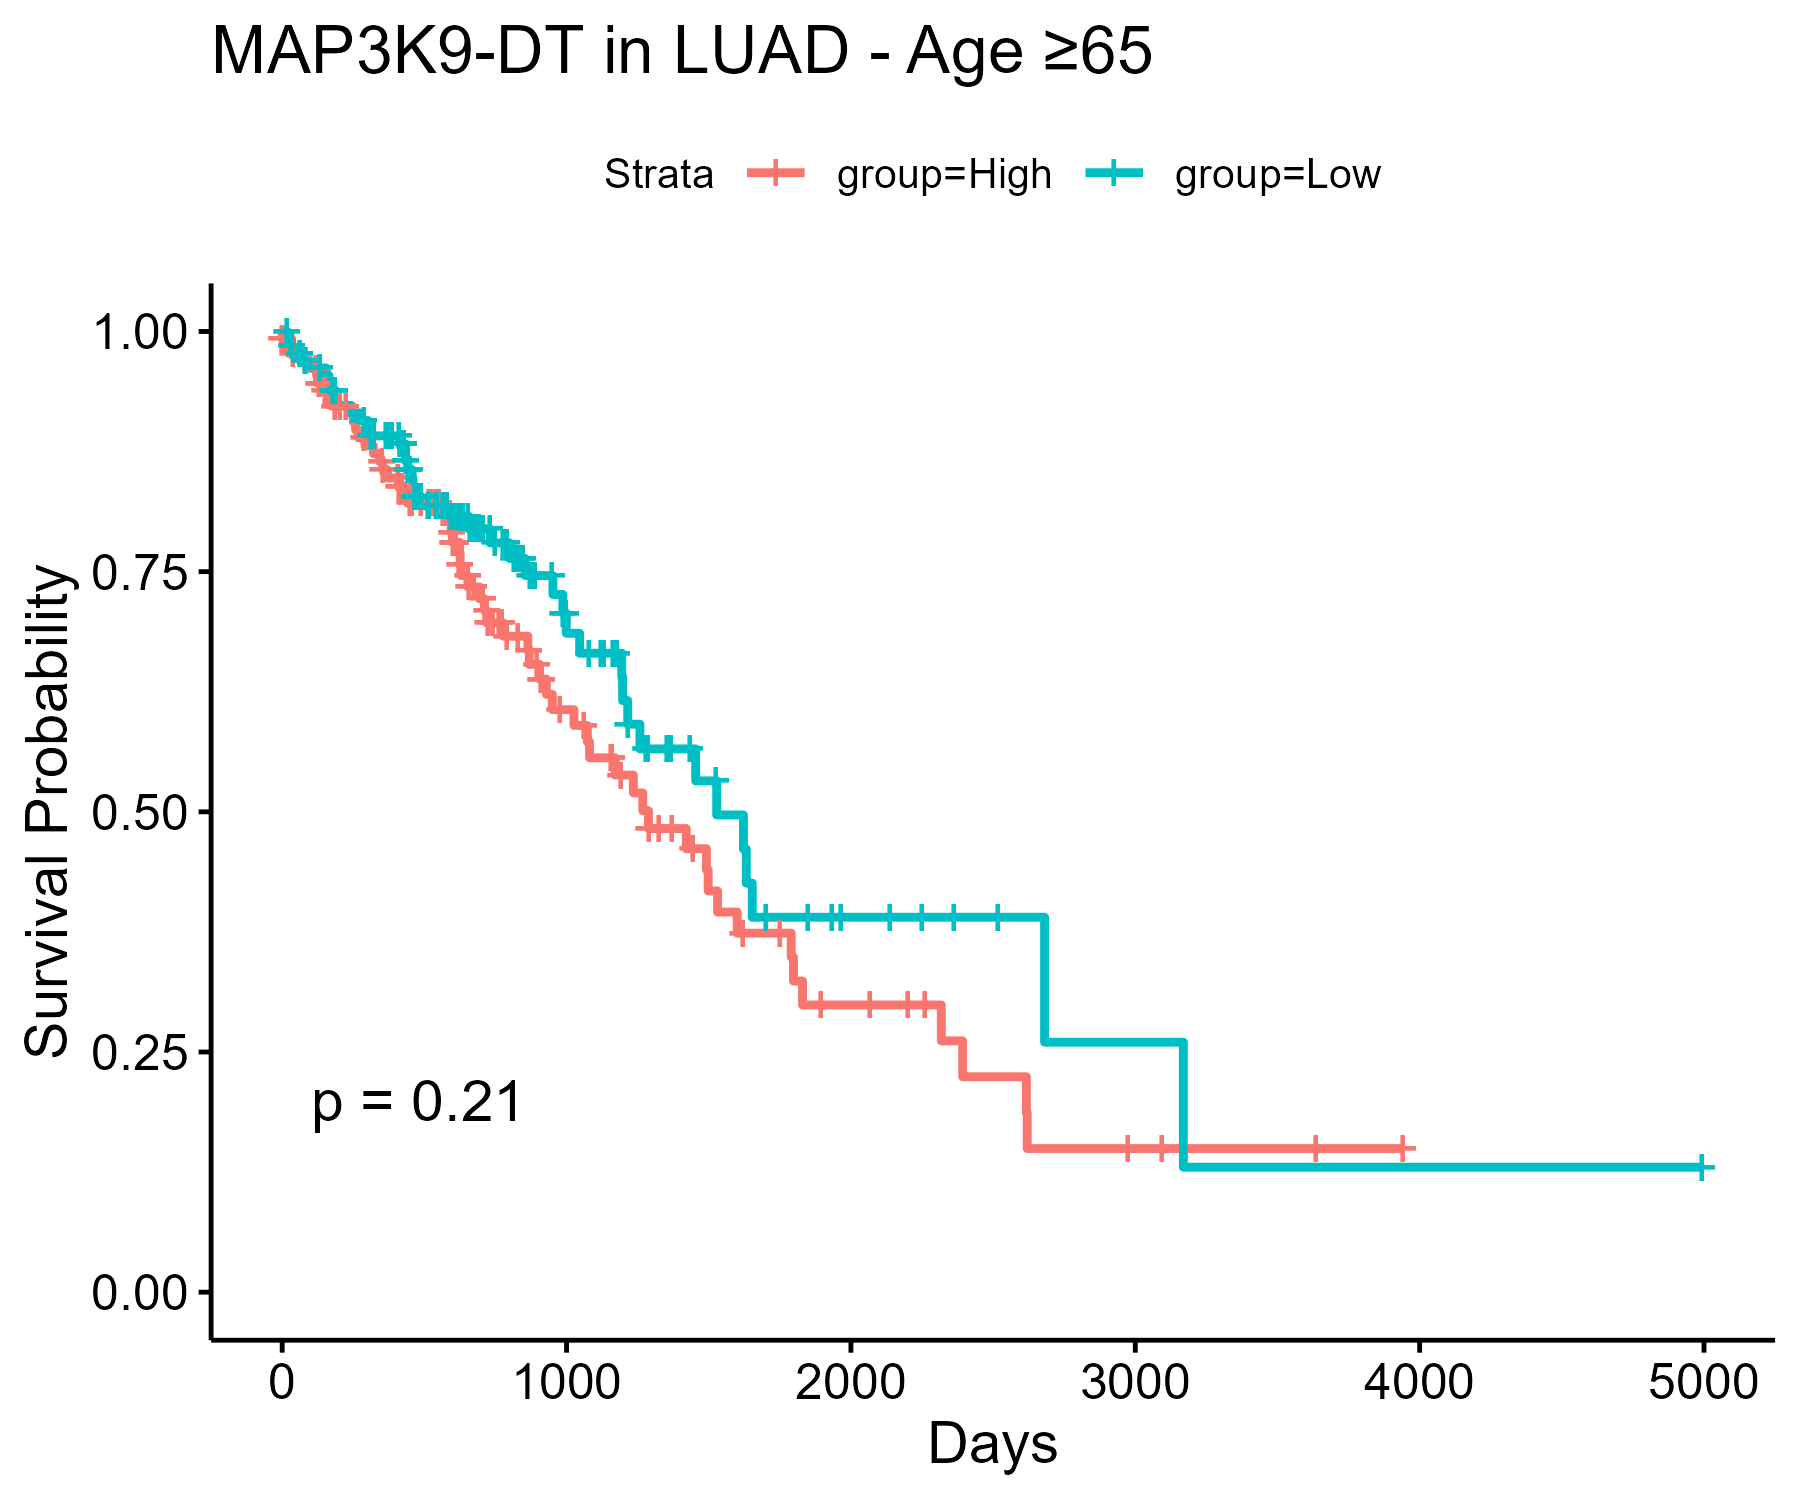 MAP3K9-DT in LUAD - Age ≥65
Strata group=High group=Low
Survival Probability
1.00
0.75
0.50
0.25
0.00
p = 0.21
0 1000 2000 3000 4000 5000
Days